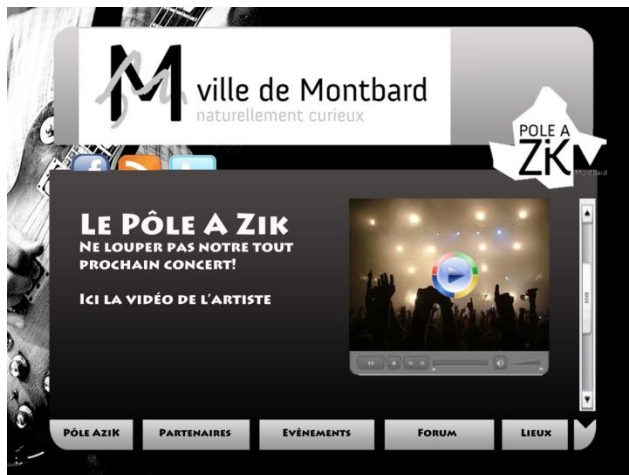 ville de Montbard
naturellement curieux
POLE A
ZiK
Montbard
LE PÔLE A ZIK
NE LOUPER PAS NOTRE TOUT
PROCHAIN CONCERT!
ICI LA VIDÉO DE L'ARTISTE
PÔLE AZIK
PARTENAIRES
EVÉNEMENTS
FORUM
LIEUX